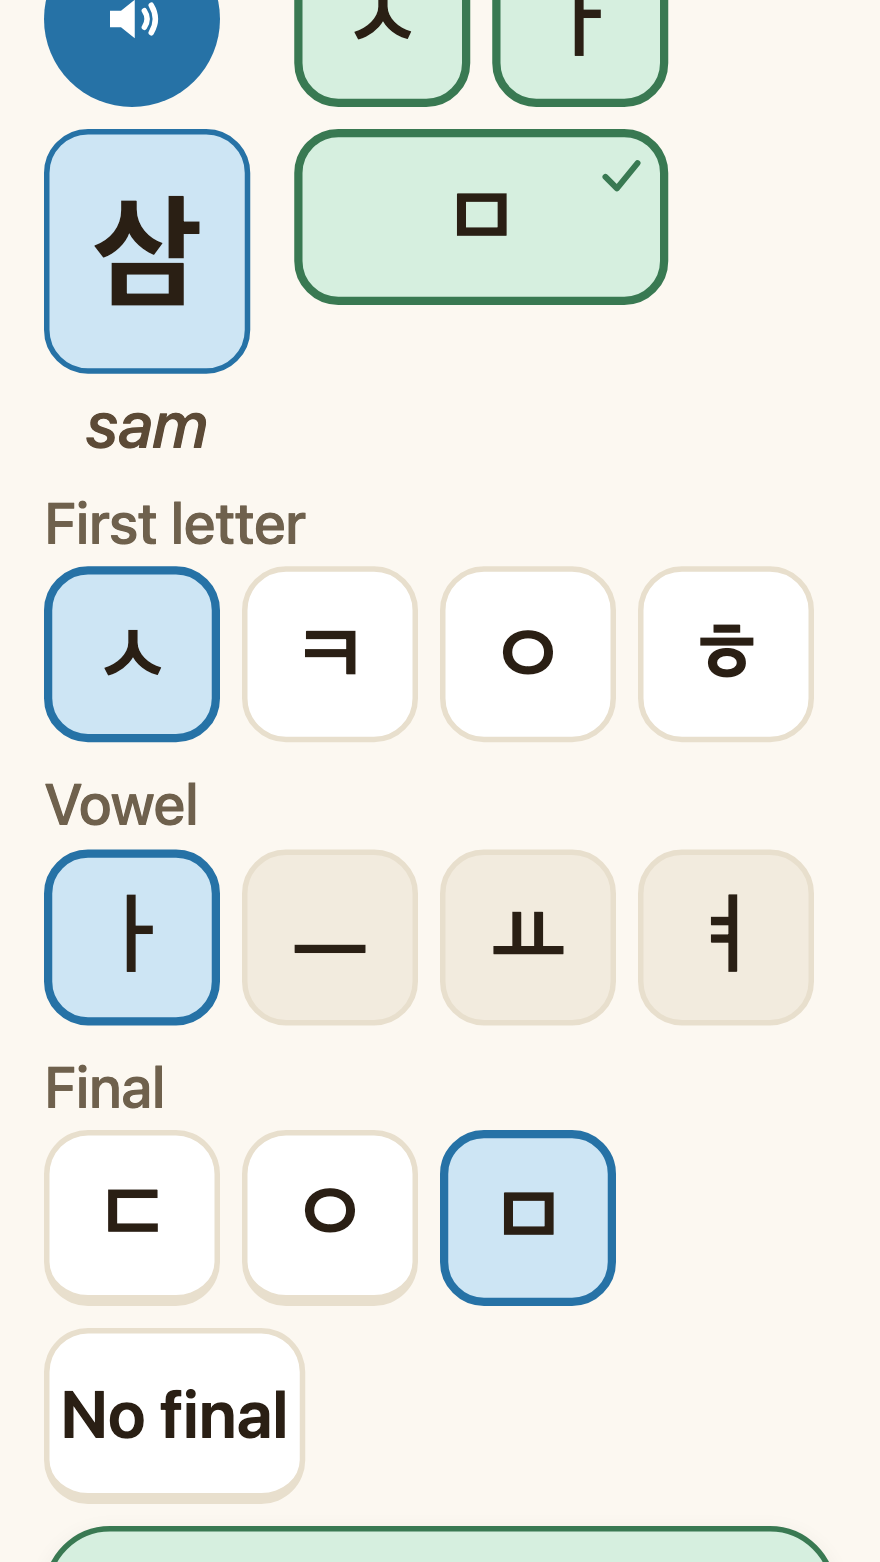 ㅅ ㅏ
삼 ㅁ
sam
First letter
ㅅ ㅋ ㅇ ㅎ
Vowel
ㅏ ㅡ ㅛ ㅕ
Final
ㄷ ㅇ ㅁ
No final